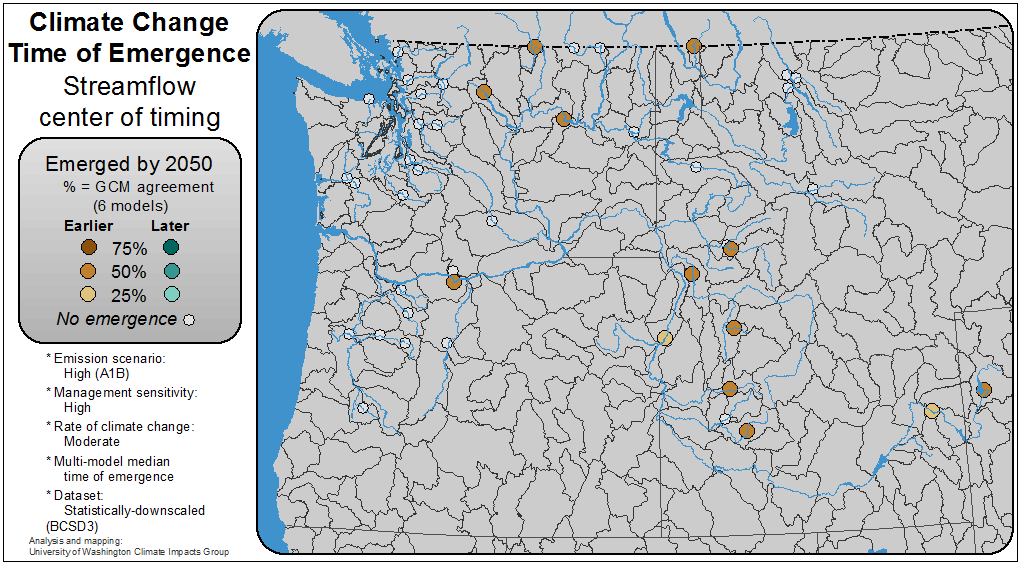 Climate Change
Time of Emergence
Streamflow
center of timing
Emerged by 2050
% = GCM agreement
(6 models)
Earlier Later
75%
50%
25%
No emergence
* Emission scenario:
High (A1B)
* Management sensitivity:
High
* Rate of climate change:
Moderate
* Multi-model median
time of emergence
* Dataset:
Statistically-downscaled
(BCSD3)
Analysis and mapping:
University of Washington Climate Impacts Group